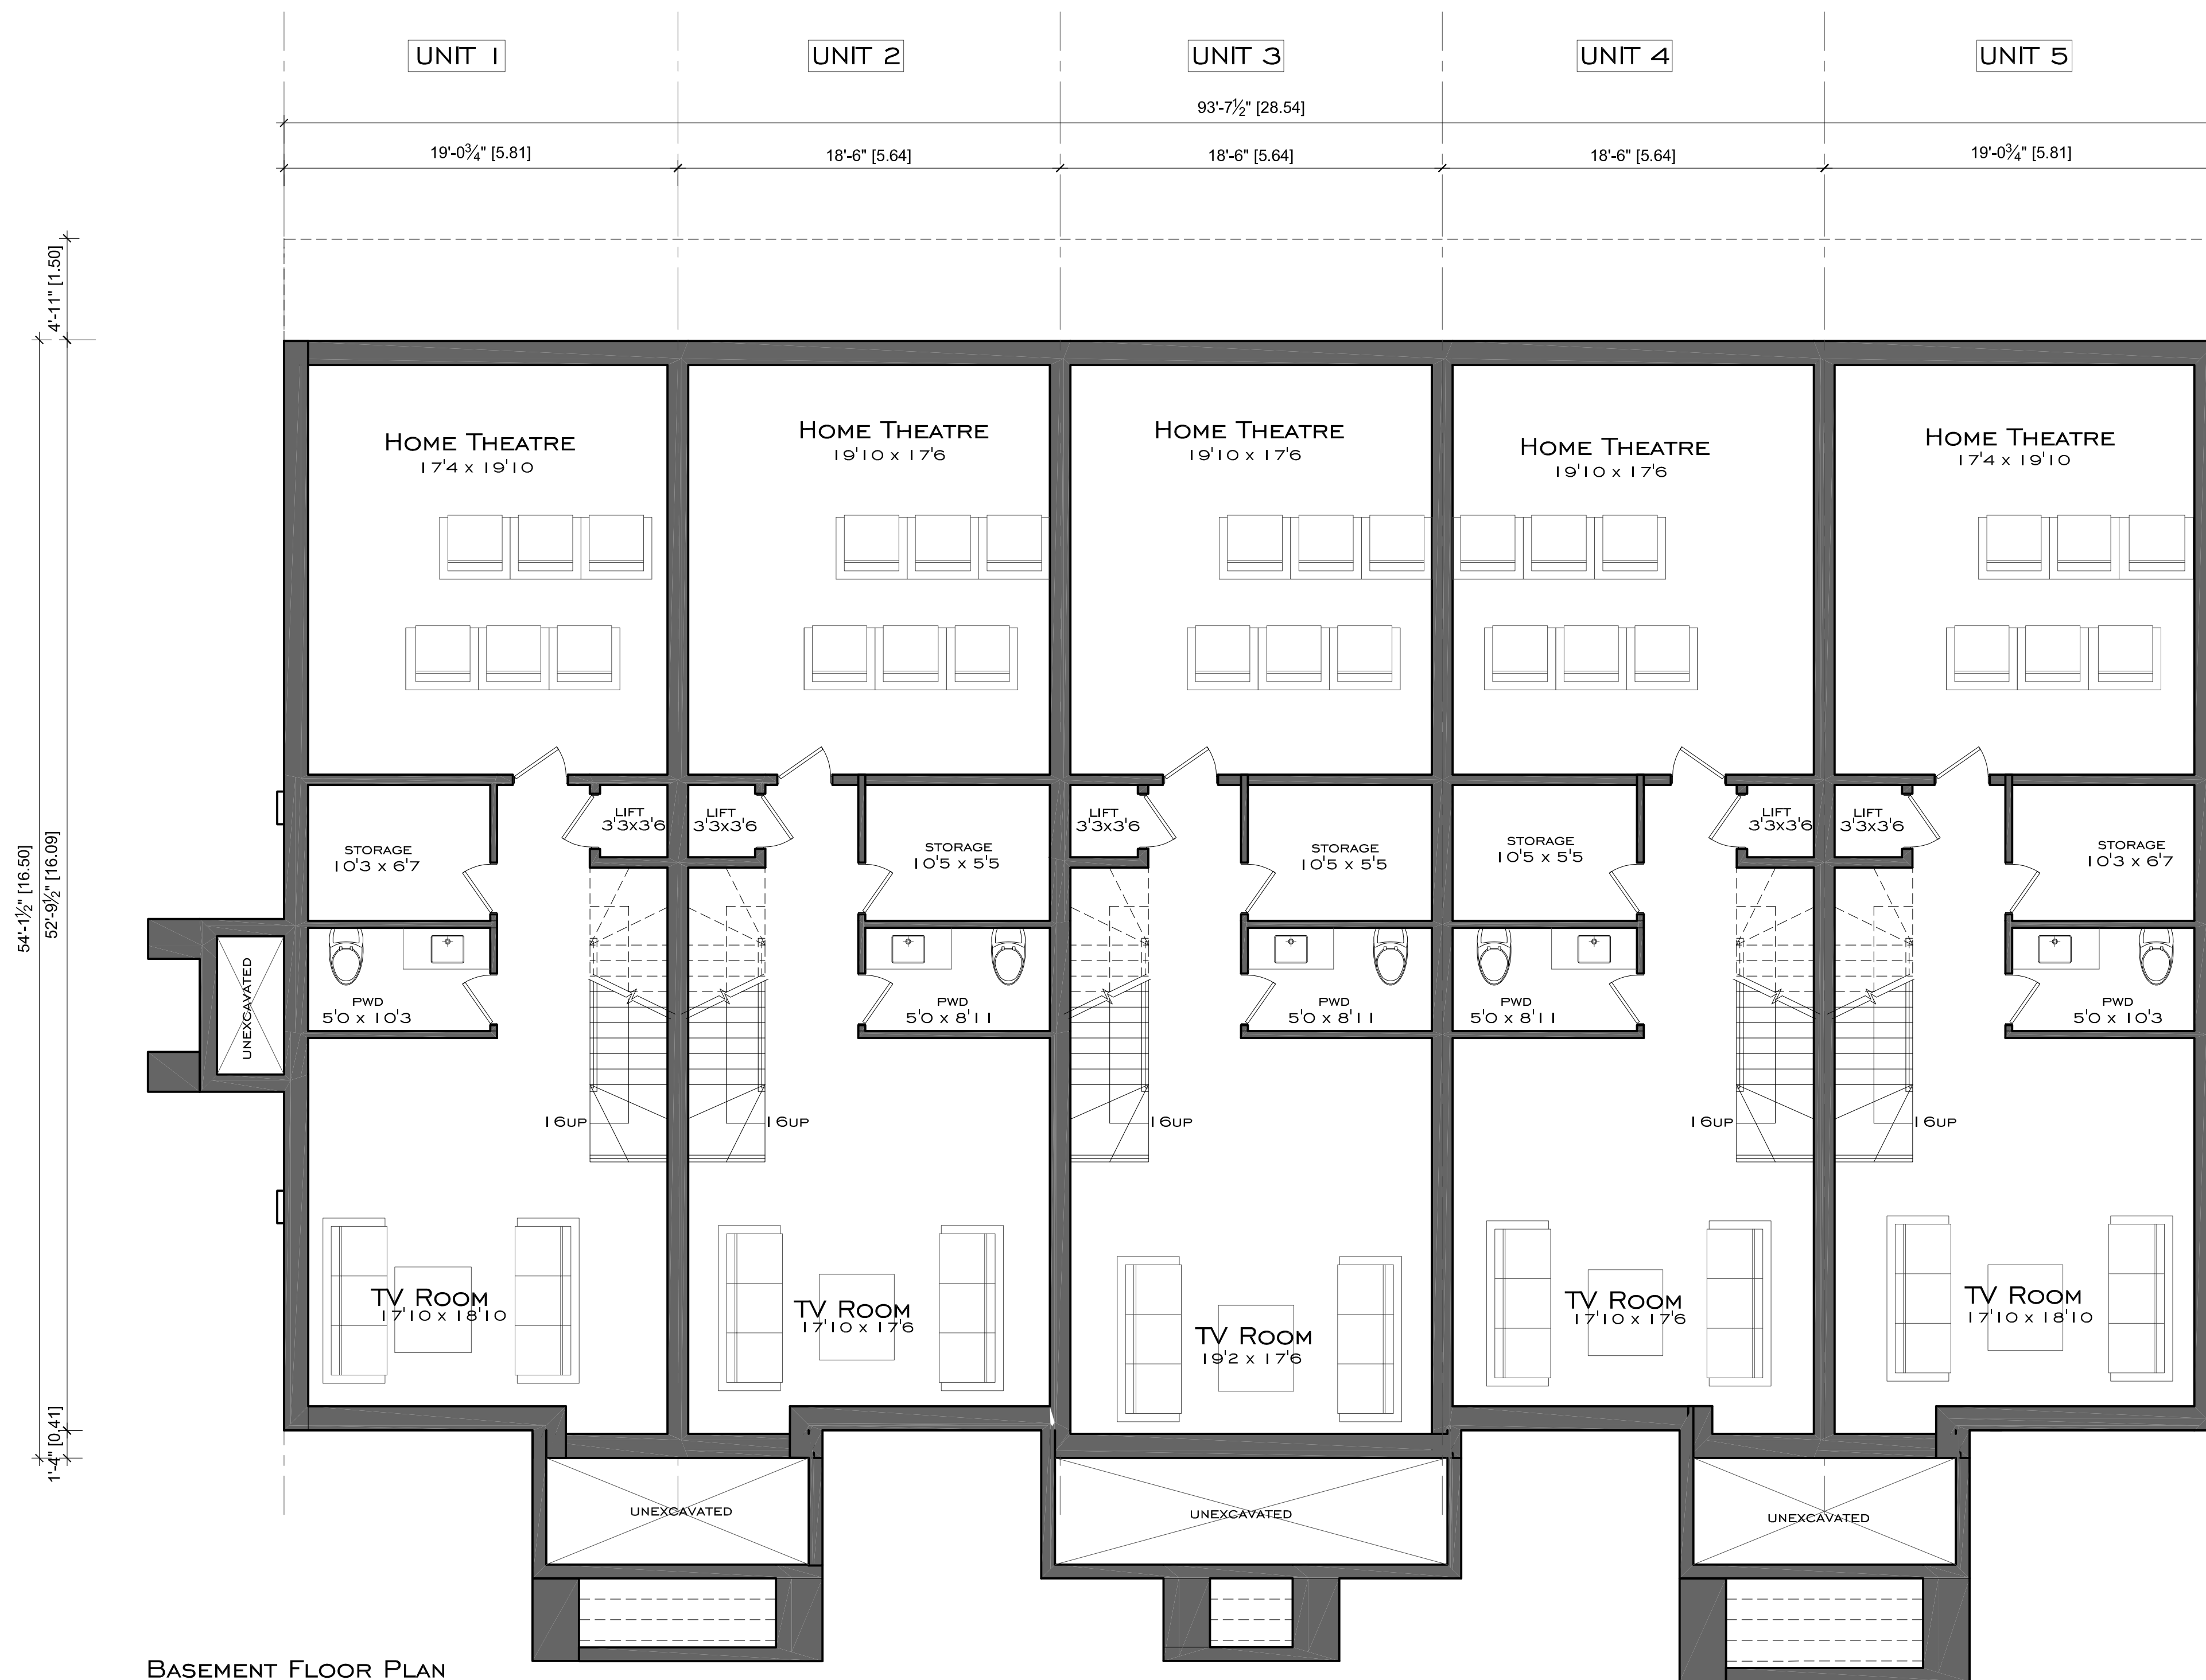 UNIT 1
UNIT 2
UNIT 3
UNIT 4
UNIT 5
93'-7½" [28.54]
19'-0¾" [5.81]
18'-6" [5.64]
18'-6" [5.64]
18'-6" [5.64]
19'-0¾" [5.81]
4'-11" [1.50]
54'-1½" [16.50]
52'-9½" [16.09]
1'-4" [0.41]
HOME THEATRE
17'4 x 19'10
HOME THEATRE
19'10 x 17'6
HOME THEATRE
19'10 x 17'6
HOME THEATRE
19'10 x 17'6
HOME THEATRE
17'4 x 19'10
STORAGE
10'3 x 6'7
LIFT
3'3x3'6
LIFT
3'3x3'6
STORAGE
10'5 x 5'5
LIFT
3'3x3'6
STORAGE
10'5 x 5'5
STORAGE
10'5 x 5'5
LIFT
3'3x3'6
LIFT
3'3x3'6
STORAGE
10'3 x 6'7
UNEXCAVATED
PWD
5'0 x 10'3
PWD
5'0 x 8'11
PWD
5'0 x 8'11
PWD
5'0 x 8'11
PWD
5'0 x 10'3
16UP
16UP
16UP
16UP
16UP
TV ROOM
17'10 x 18'10
TV ROOM
17'10 x 17'6
TV ROOM
19'2 x 17'6
TV ROOM
17'10 x 17'6
TV ROOM
17'10 x 18'10
UNEXCAVATED
UNEXCAVATED
UNEXCAVATED
BASEMENT FLOOR PLAN